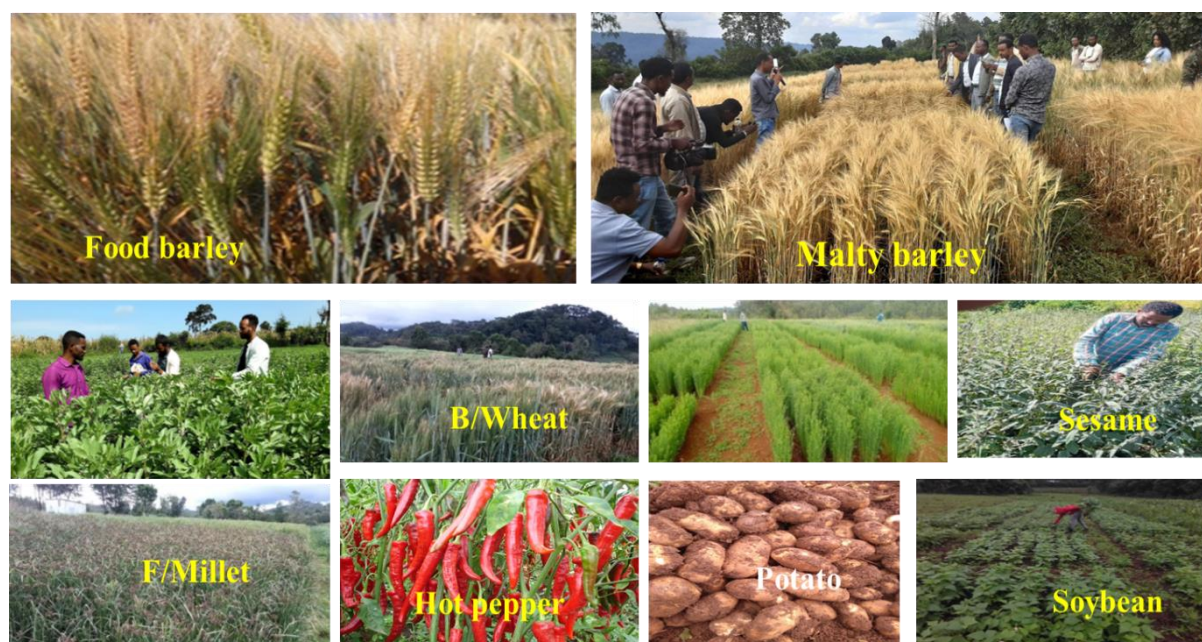 Food barley
Malty barley
B/Wheat
Sesame
F/Millet
Hot pepper
Potato
Soybean